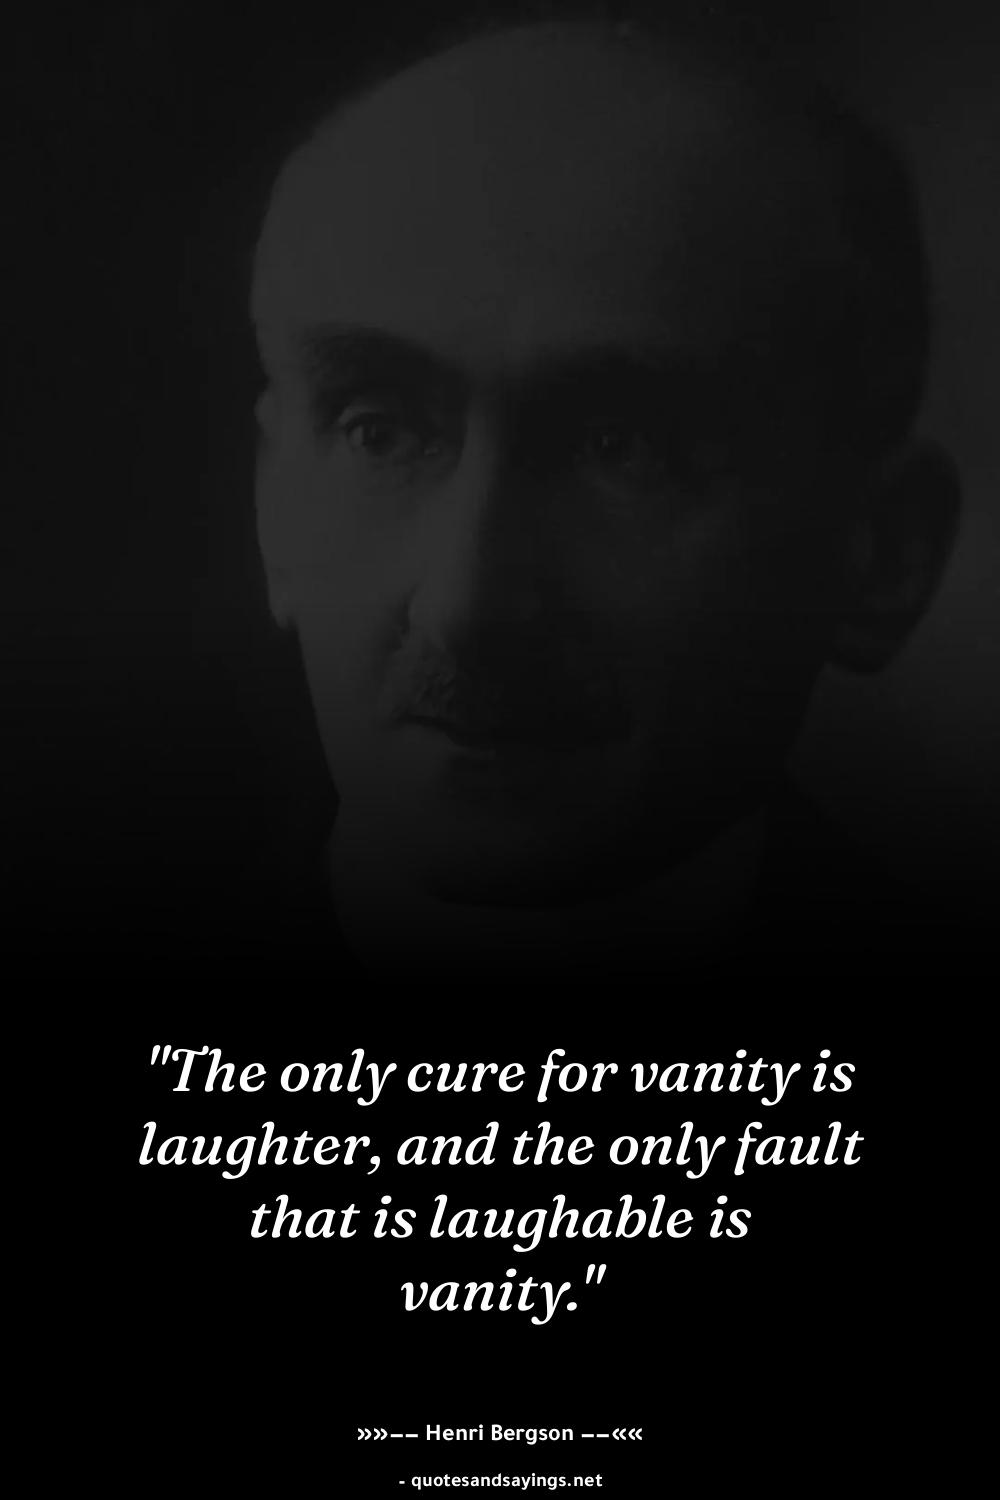 "The only cure for vanity is
laughter, and the only fault
that is laughable is
vanity."
»»–– Henri Bergson ––««
- quotesandsayings.net